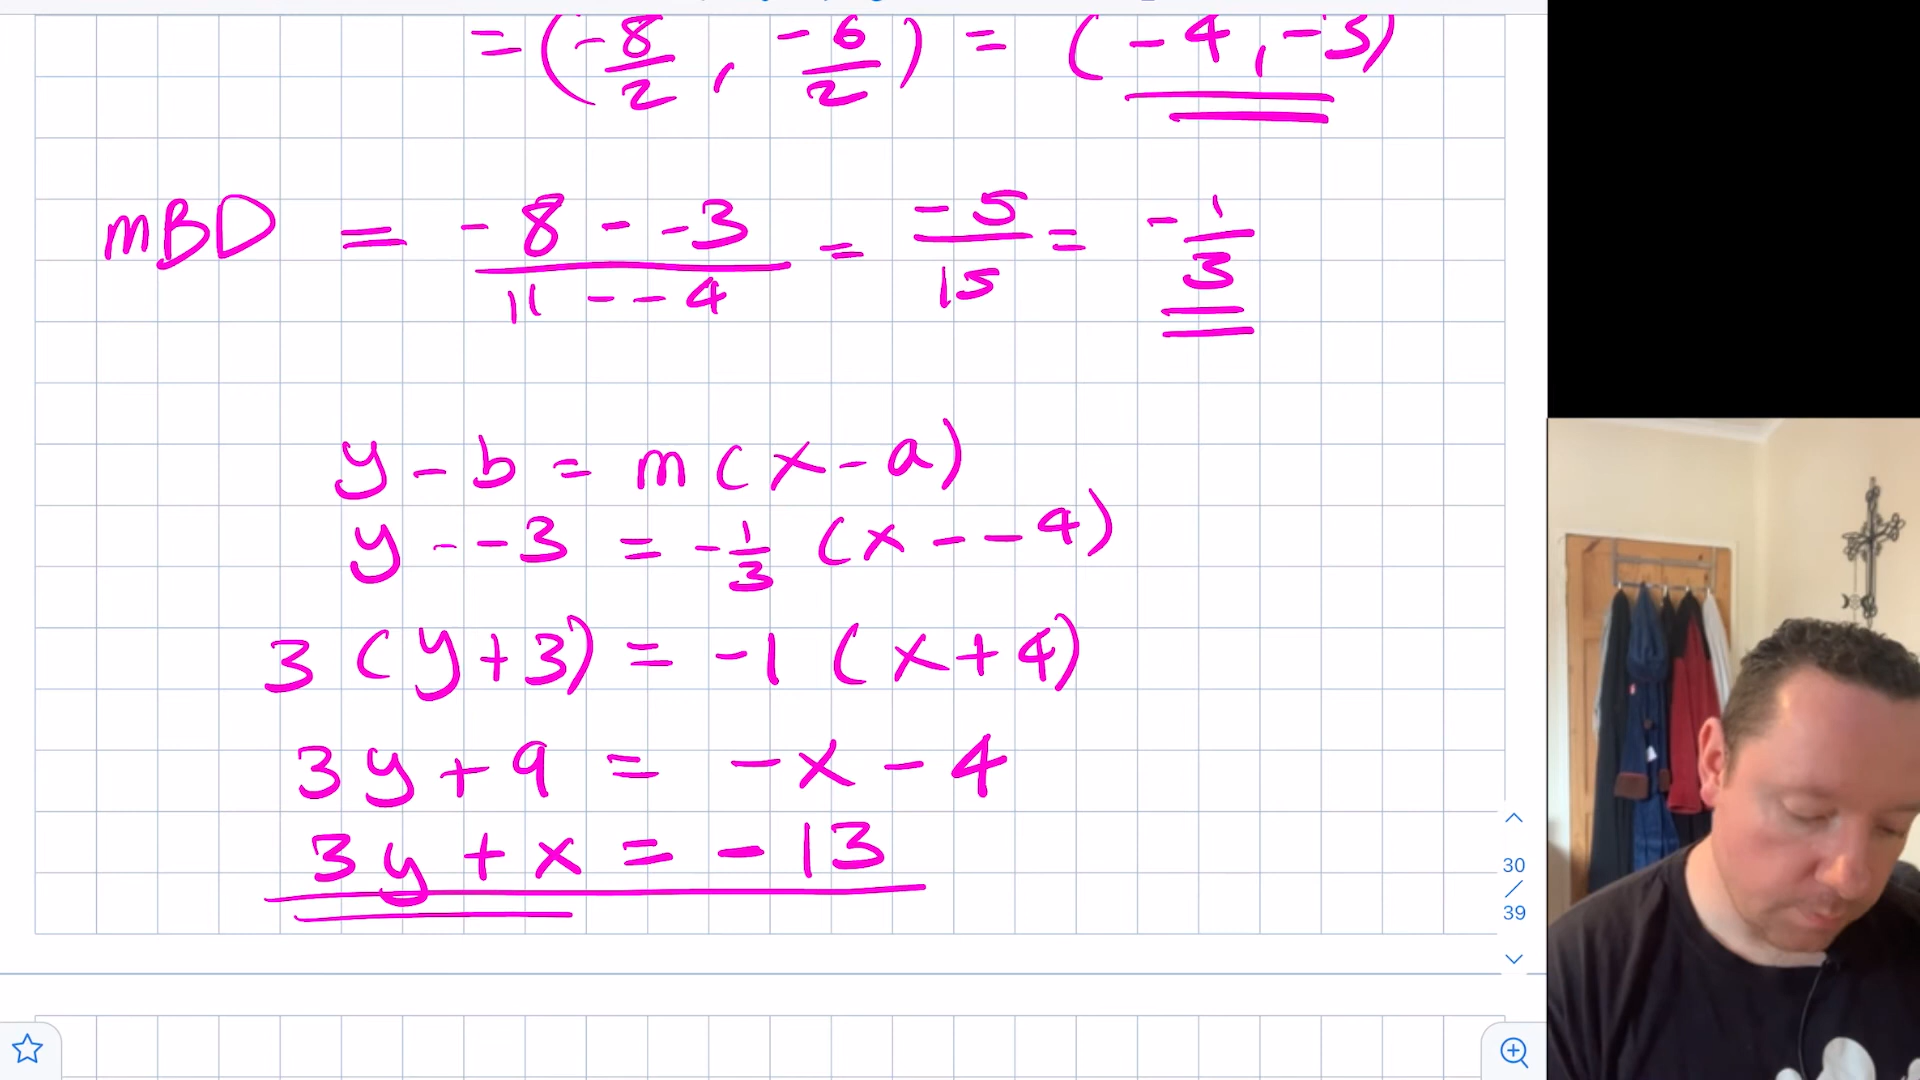 = (-8/2 , -6/2) = (-4, -3)
mBD = -8 - -3 / 11 - -4 = -5/15 = -1/3
y - b = m(x - a)
y - -3 = -1/3 (x - -4)
3(y+3) = -1(x+4)
3y + 9 = -x - 4
3y + x = -13
30
/
39